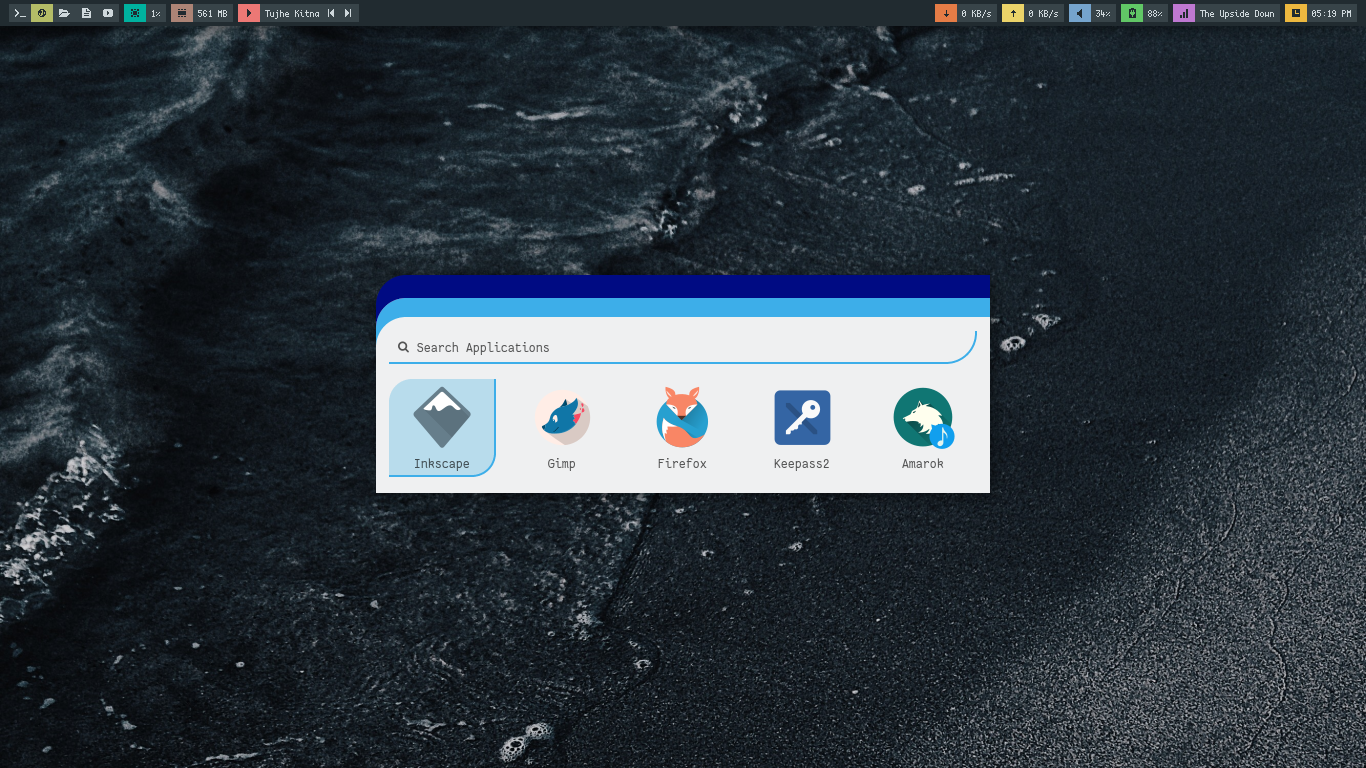 1% 561 MB Tujhe Kitna 0 KB/s 0 KB/s 34% 88% The Upside Down 05:19 PM
Search Applications
Inkscape Gimp Firefox Keepass2 Amarok